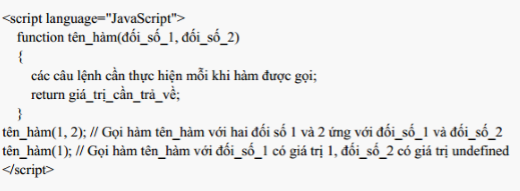 <script language="JavaScript">
function tên_hàm(đối_số_1, đối_số_2)
{
các câu lệnh cần thực hiện mỗi khi hàm được gọi;
return giá_trị_cần_trả_về;
}
tên_hàm(1, 2); // Gọi hàm tên_hàm với hai đối số 1 và 2 ứng với đối_số_1 và đối_số_2
tên_hàm(1); // Gọi hàm tên_hàm với đối_số_1 có giá trị 1, đối_số_2 có giá trị undefined
</script>